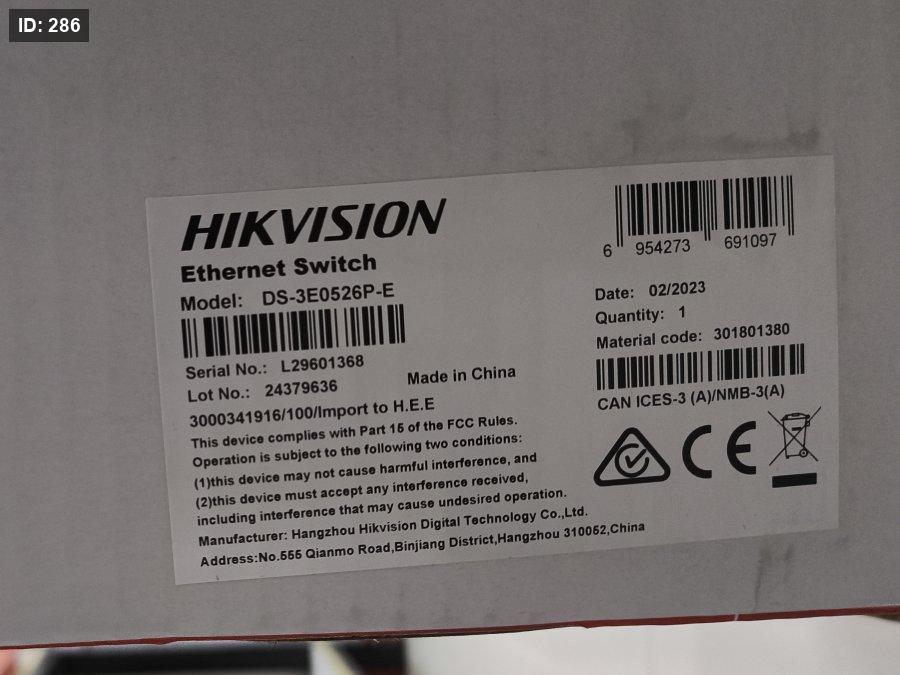 ID: 286
HIKVISION
Ethernet Switch
Model: DS-3E0526P-E
Serial No.: L29601368
Lot No.: 24379636
Made in China
3000341916/100/Import to H.E.E
This device complies with Part 15 of the FCC Rules.
Operation is subject to the following two conditions:
(1)this device may not cause harmful interference, and
(2)this device must accept any interference received,
including interference that may cause undesired operation.
Manufacturer: Hangzhou Hikvision Digital Technology Co.,Ltd.
Address:No.555 Qianmo Road,Binjiang District,Hangzhou 310052,China
6 954273 691097
Date: 02/2023
Quantity: 1
Material code: 301801380
CAN ICES-3 (A)/NMB-3(A)
CE